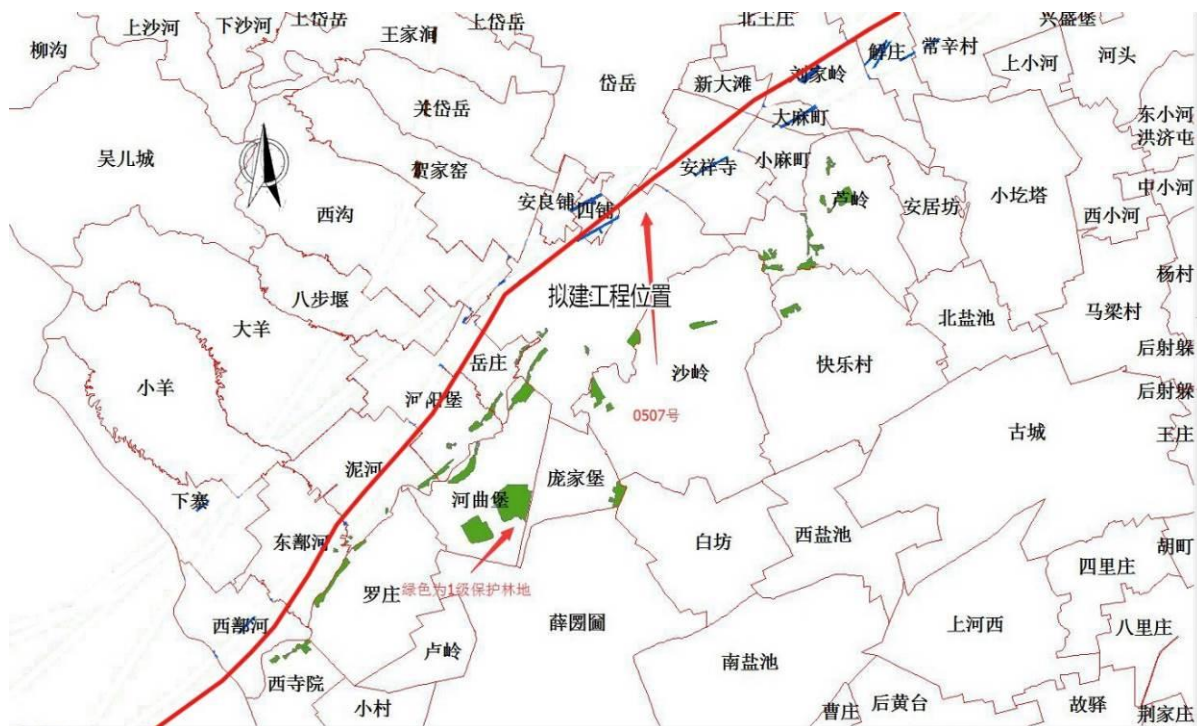 上沙河
下沙河
上岱岳
王家涧
上岱岳
北王庄
兴盛堡
柳沟
解庄
常辛村
上小河
河头
岱岳
新大滩
刘家岭
关岱岳
大麻町
东小河
洪济屯
吴儿城
贺家窑
安祥寺
小麻町
中小河
安良铺
四铺
芦岭
安居坊
小圪塔
西小河
西沟
杨村
八步堰
拟建工程位置
北盐池
马梁村
大羊
后射躲
小羊
岳庄
沙岭
快乐村
后射躲
河阳堡
0507号
古城
王庄
泥河
庞家堡
下寨
河曲堡
东鄯河
白坊
西盐池
胡町
四里庄
绿色为1级保护林地
罗庄
西鄯河
薛圐圙
上河西
八里庄
卢岭
西寺院
南盐池
小村
曹庄
后黄台
故驿
荆家庄